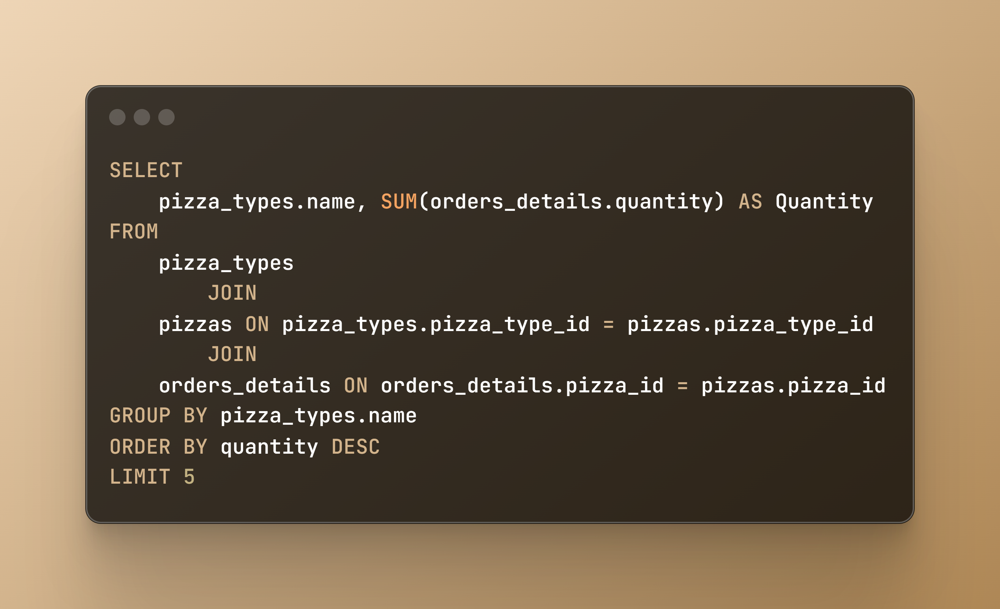 SELECT
    pizza_types.name, SUM(orders_details.quantity) AS Quantity
FROM
    pizza_types
        JOIN
    pizzas ON pizza_types.pizza_type_id = pizzas.pizza_type_id
        JOIN
    orders_details ON orders_details.pizza_id = pizzas.pizza_id
GROUP BY pizza_types.name
ORDER BY quantity DESC
LIMIT 5